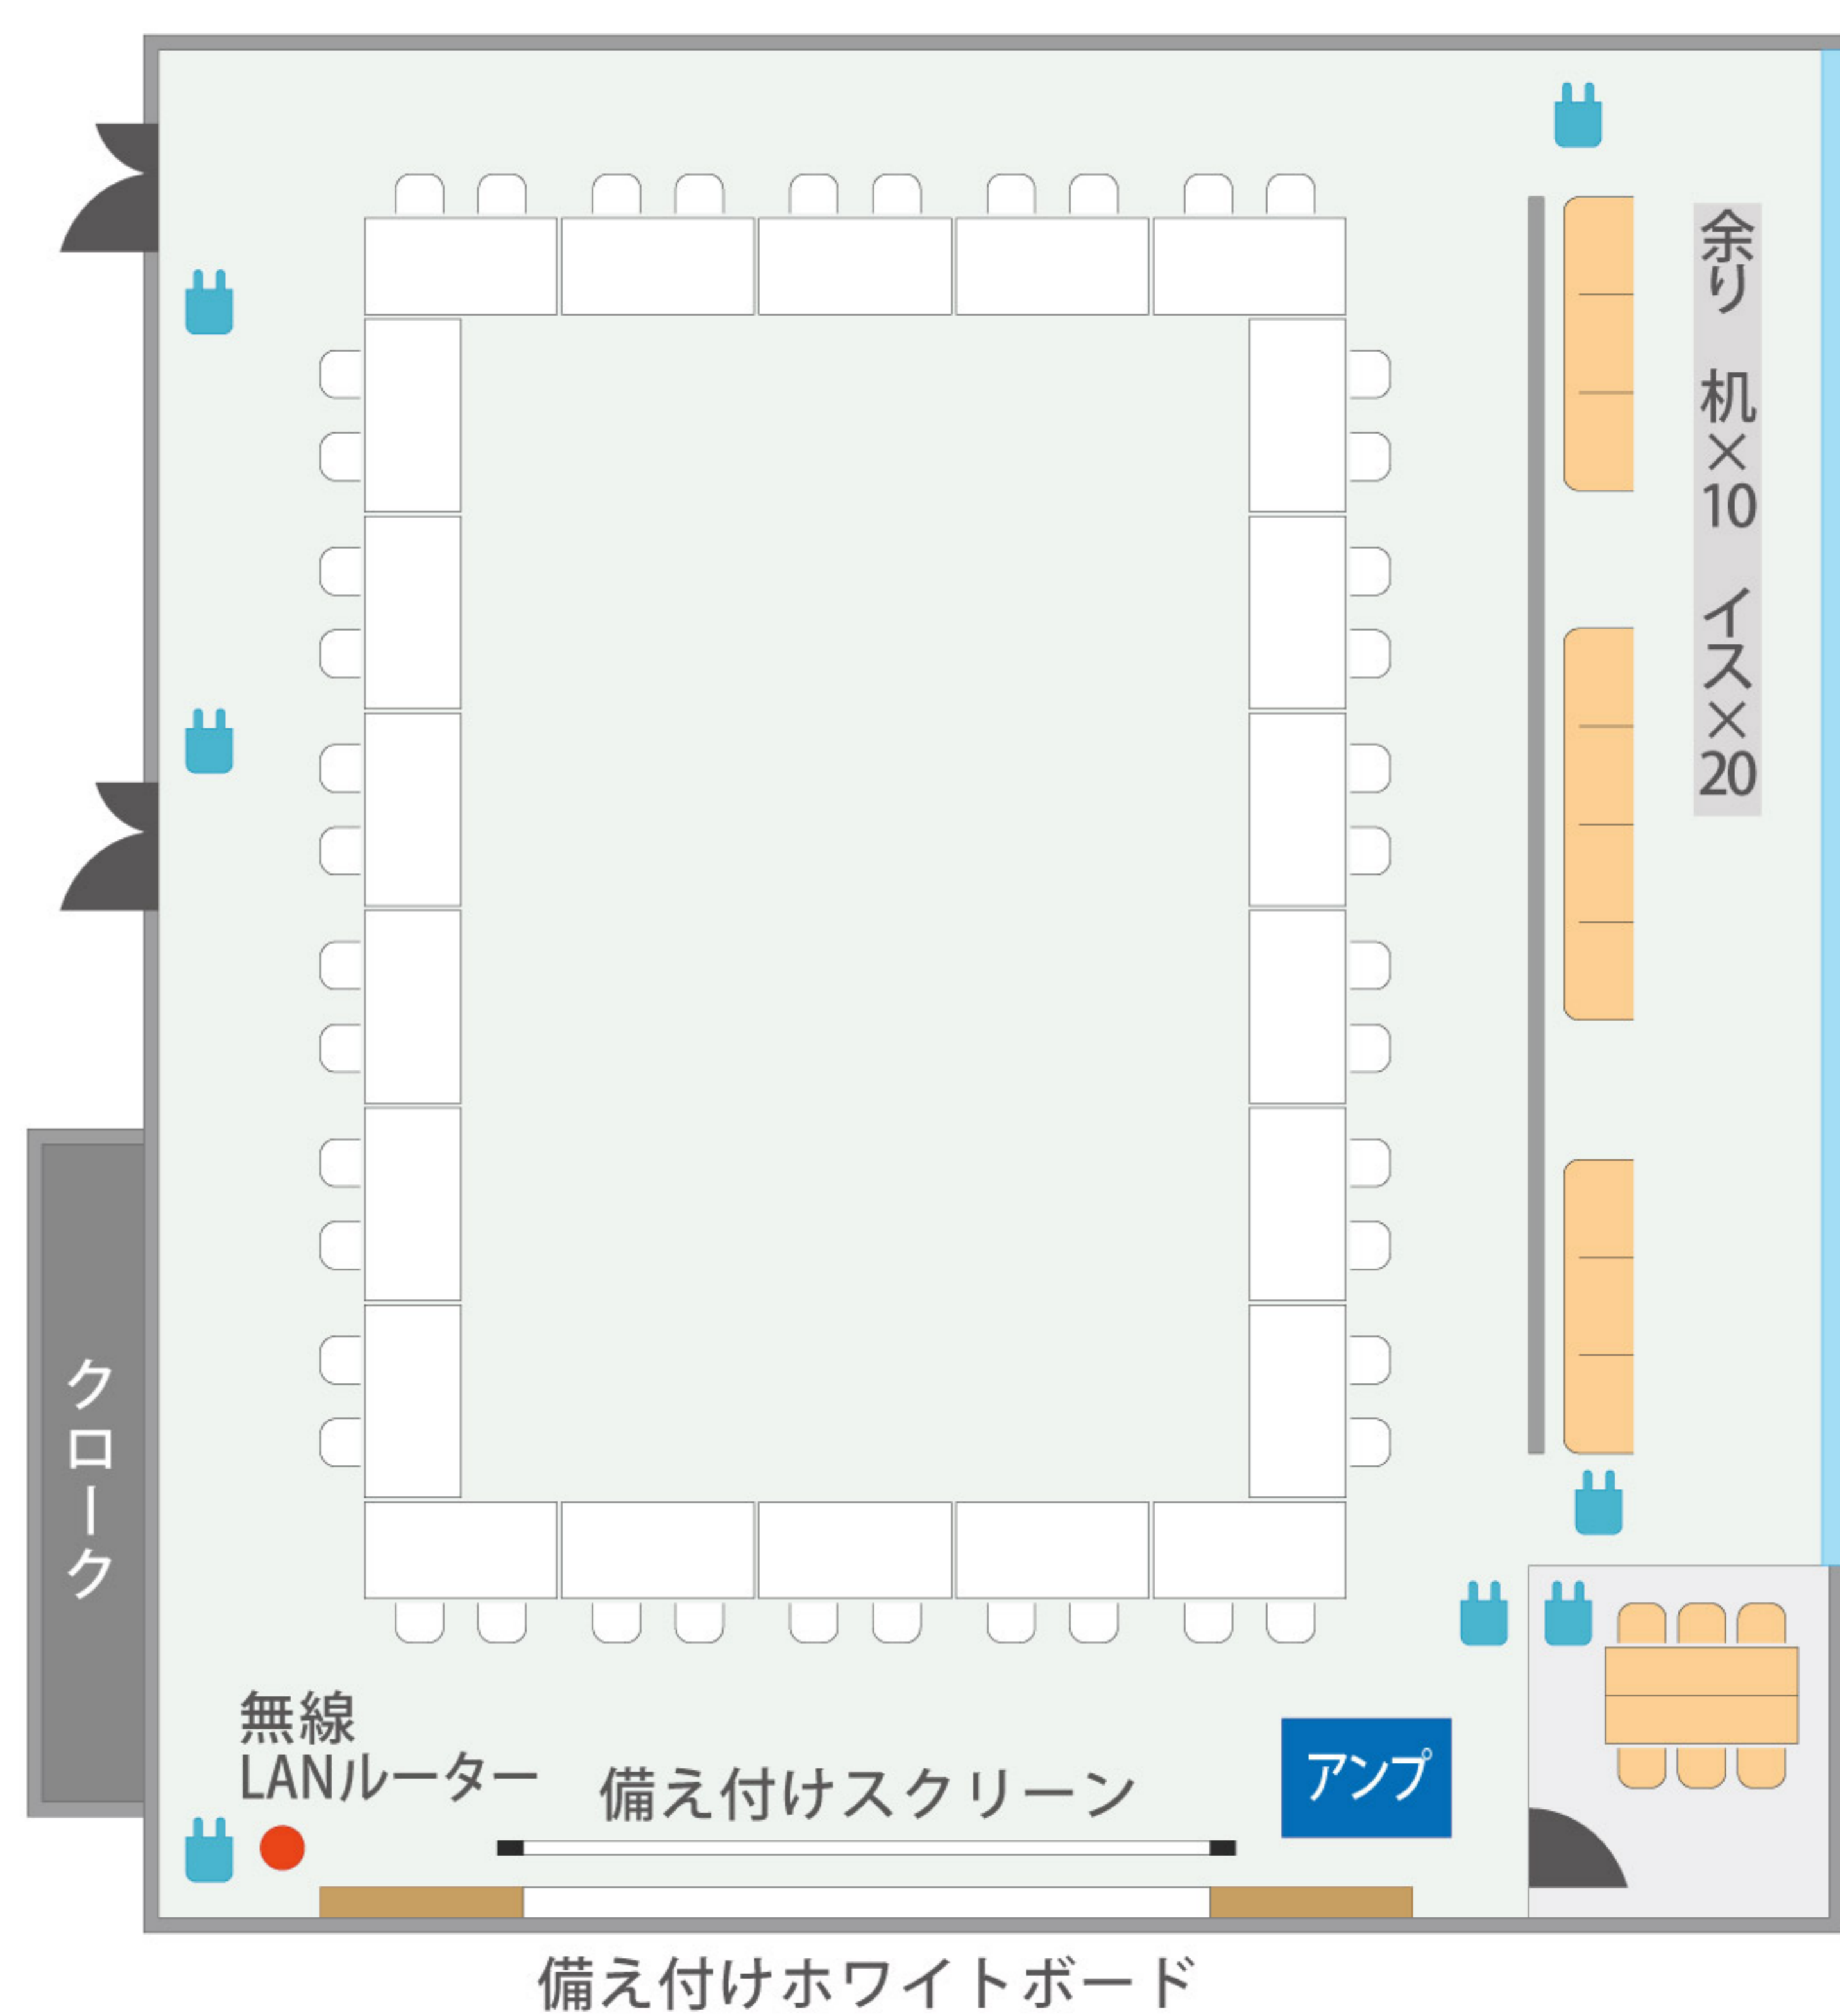 余り 机×10 イス×20
クローク
無線
LANルーター
備え付けスクリーン
アンプ
備え付けホワイトボード